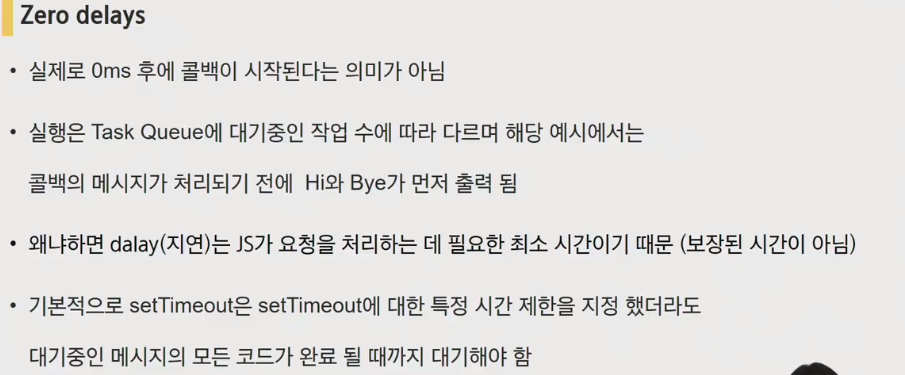 Zero delays
• 실제로 0ms 후에 콜백이 시작된다는 의미가 아님
• 실행은 Task Queue에 대기중인 작업 수에 따라 다르며 해당 예시에서는
콜백의 메시지가 처리되기 전에 Hi와 Bye가 먼저 출력 됨
• 왜냐하면 dalay(지연)는 JS가 요청을 처리하는 데 필요한 최소 시간이기 때문 (보장된 시간이 아님)
• 기본적으로 setTimeout은 setTimeout에 대한 특정 시간 제한을 지정 했더라도
대기중인 메시지의 모든 코드가 완료 될 때까지 대기해야 함